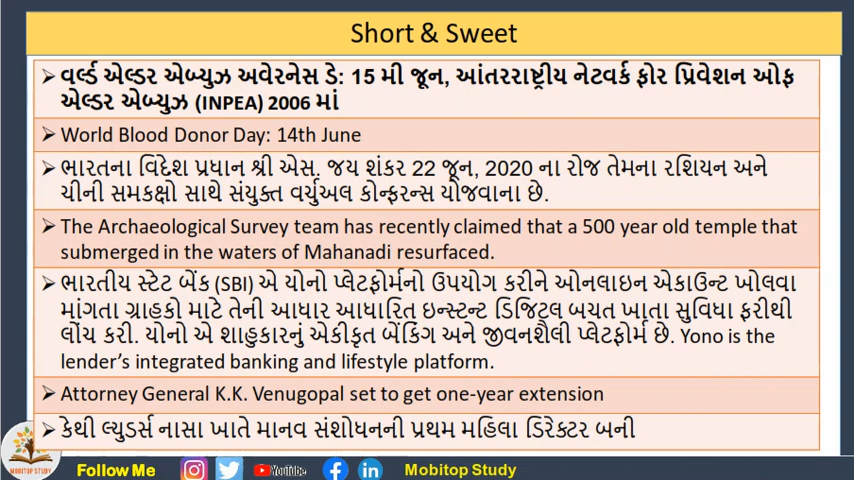 Short & Sweet
➢ વર્લ્ડ એલ્ડર એબ્યુઝ અવેરનેસ ડે: 15 મી જૂન, આંતરરાષ્ટ્રીય નેટવર્ક ફોર પ્રિવેશન ઓફ
એલ્ડર એબ્યુઝ (INPEA) 2006 માં
➢ World Blood Donor Day: 14th June
➢ ભારતના વિદેશ પ્રધાન શ્રી એસ. જય શંકર 22 જૂન, 2020 ના રોજ તેમના રશિયન અને
ચીની સમકક્ષો સાથે સંયુક્ત વર્ચુઅલ કોન્ફરન્સ યોજવાના છે.
➢ The Archaeological Survey team has recently claimed that a 500 year old temple that
submerged in the waters of Mahanadi resurfaced.
➢ ભારતીય સ્ટેટ બેંક (SBI) એ યોનો પ્લેટફોર્મનો ઉપયોગ કરીને ઓનલાઇન એકાઉન્ટ ખોલવા
માંગતા ગ્રાહકો માટે તેની આધાર આધારિત ઇન્સ્ટન્ટ ડિજિટલ બચત ખાતા સુવિધા ફરીથી
લોંચ કરી. યોનો એ શાહુકારનું એકીકૃત બેંકિંગ અને જીવનશૈલી પ્લેટફોર્મ છે. Yono is the
lender's integrated banking and lifestyle platform.
➢ Attorney General K.K. Venugopal set to get one-year extension
➢ કેથી લ્યુડર્સ નાસા ખાતે માનવ સંશોધનની પ્રથમ મહિલા ડિરેક્ટર બની
MOBITOP STUDY
Follow Me YouTube Mobitop Study